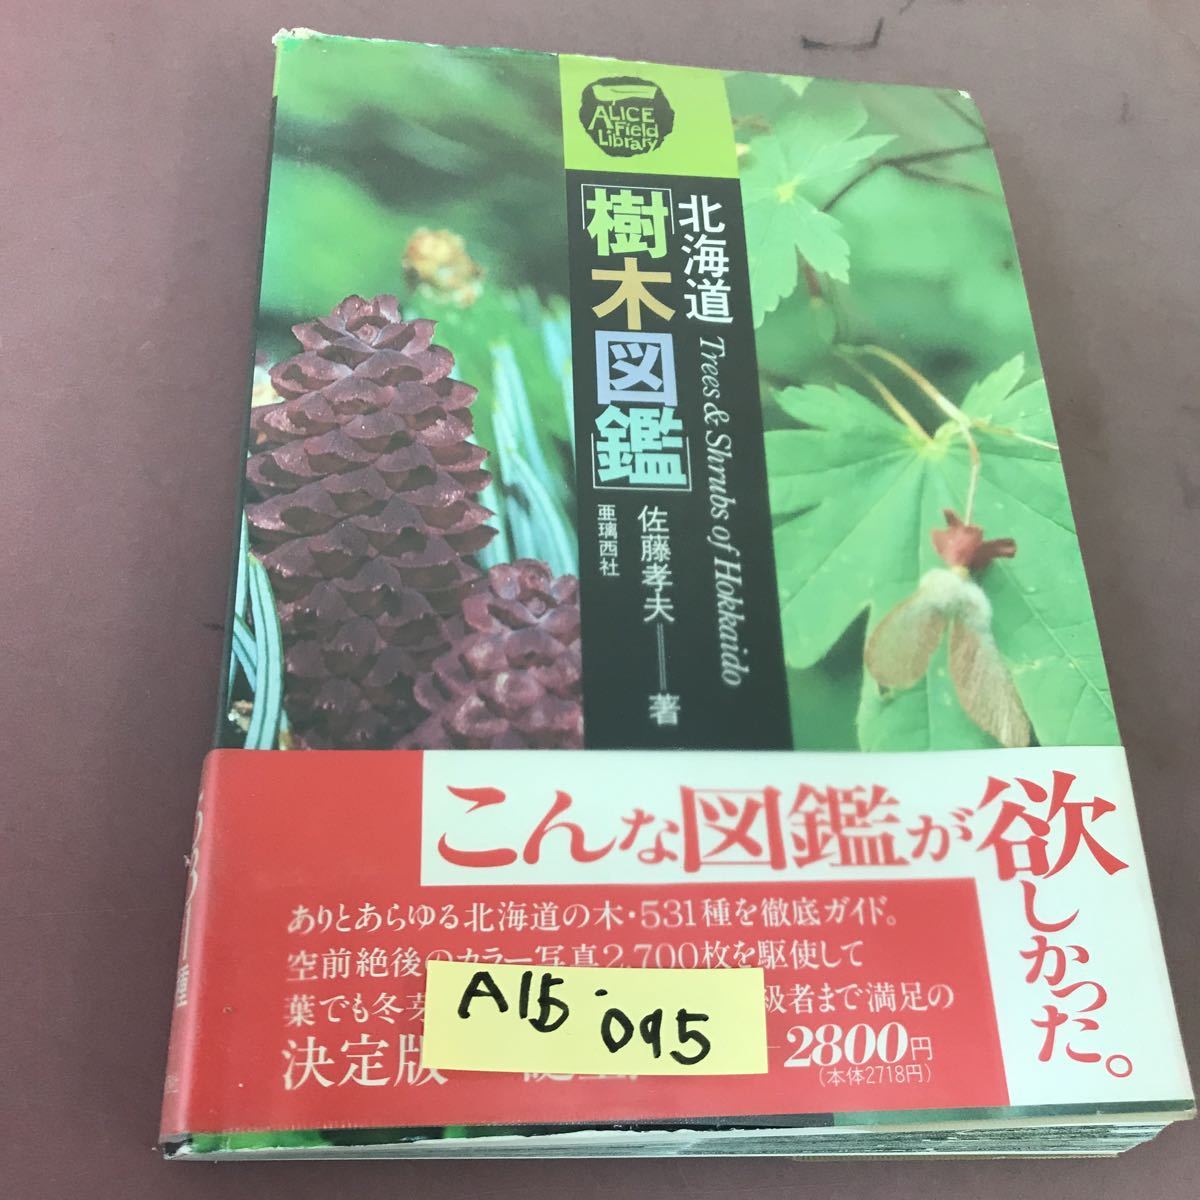 ALICE
Field
Library
北海道
「樹木図鑑」
Trees & Shrubs of Hokkaido
佐藤孝夫——著
亜璃西社
こんな図鑑が欲しかった。
ありとあらゆる北海道の木・531種を徹底ガイド。
空前絶後のカラー写真2,700枚を駆使して
葉でも冬芽
級者まで満足の
決定版
2800円
(本体2718円)
A15-095
531種